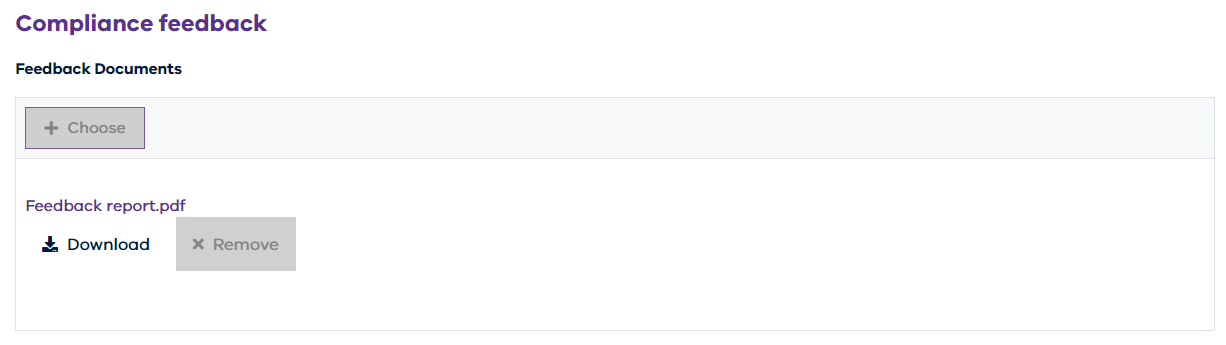 Compliance feedback
Feedback Documents
Choose
Feedback report.pdf
Download Remove